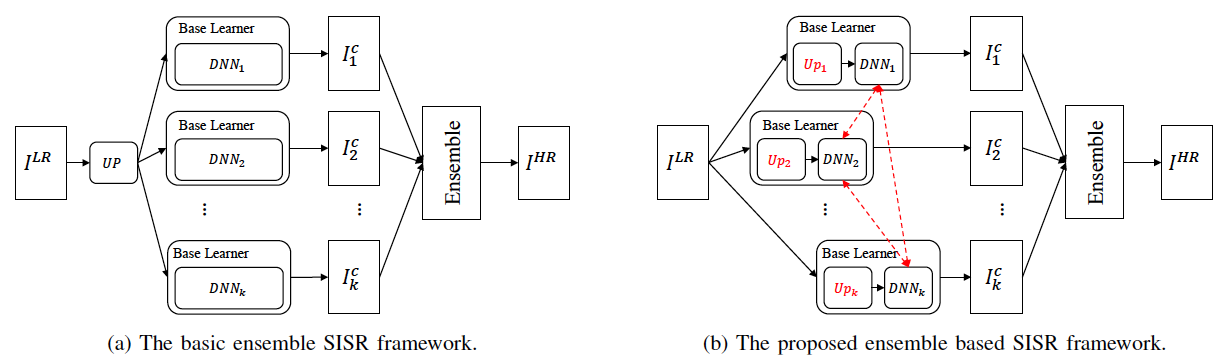 I^{LR}
UP
Base Learner
DNN_1
I_1^c
Base Learner
DNN_2
I_2^c
⋮
⋮
Base Learner
DNN_k
I_k^c
Ensemble
I^{HR}
(a) The basic ensemble SISR framework.
I^{LR}
Base Learner
Up_1
DNN_1
I_1^c
Base Learner
Up_2
DNN_2
I_2^c
⋮
⋮
Base Learner
Up_k
DNN_k
I_k^c
Ensemble
I^{HR}
(b) The proposed ensemble based SISR framework.